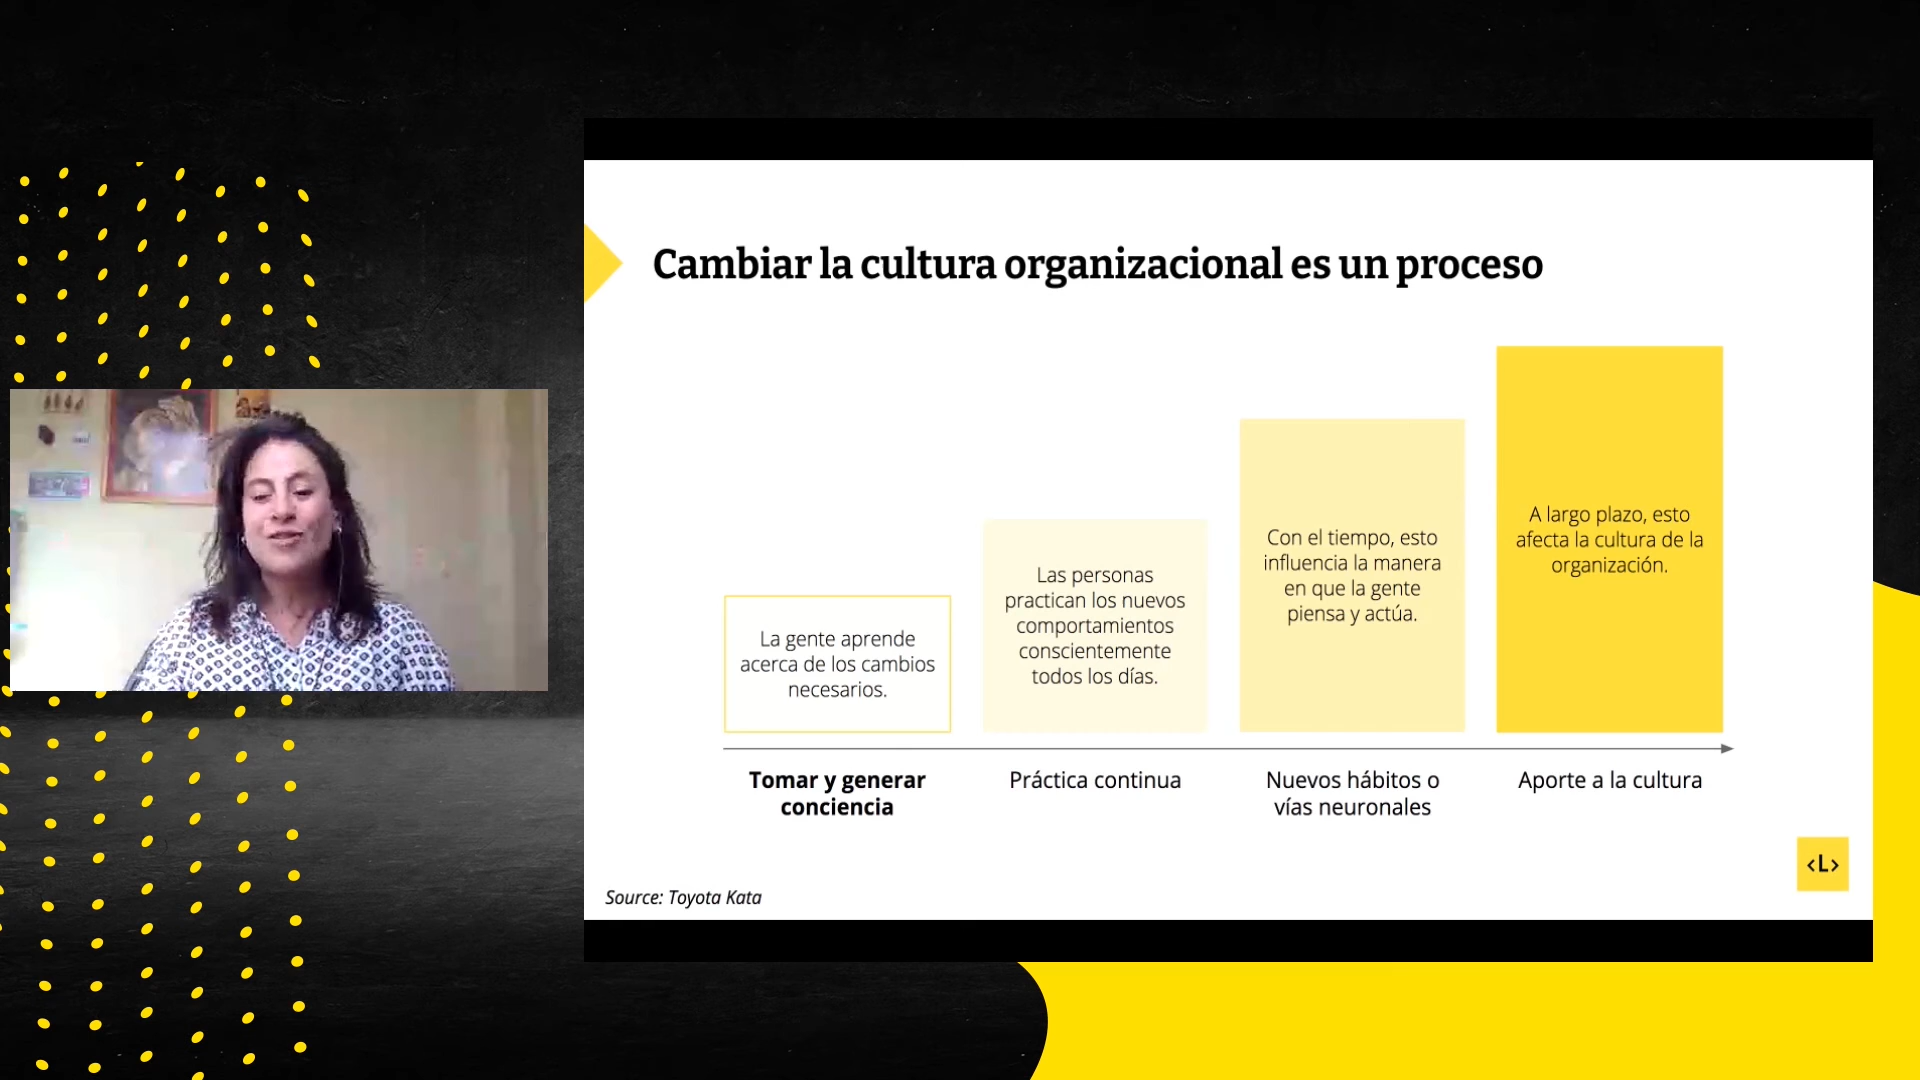 Cambiar la cultura organizacional es un proceso
La gente aprende
acerca de los cambios
necesarios.
Las personas
practican los nuevos
comportamientos
conscientemente
todos los días.
Con el tiempo, esto
influencia la manera
en que la gente
piensa y actúa.
A largo plazo, esto
afecta la cultura de la
organización.
Tomar y generar
conciencia
Práctica continua
Nuevos hábitos o
vías neuronales
Aporte a la cultura
<L>
Source: Toyota Kata